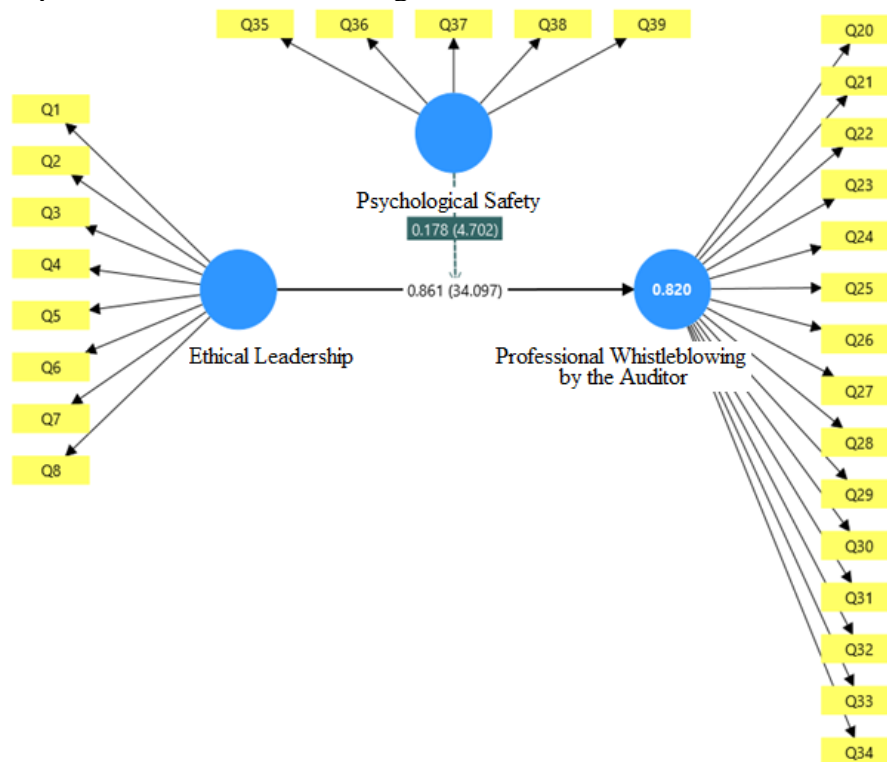 Q35
Q36
Q37
Q38
Q39
Q20
Q21
Q22
Q23
Q24
Q25
Q26
Q27
Q28
Q29
Q30
Q31
Q32
Q33
Q34
Q1
Q2
Q3
Q4
Q5
Q6
Q7
Q8
Psychological Safety
0.178 (4.702)
0.861 (34.097)
0.820
Ethical Leadership
Professional Whistleblowing
by the Auditor